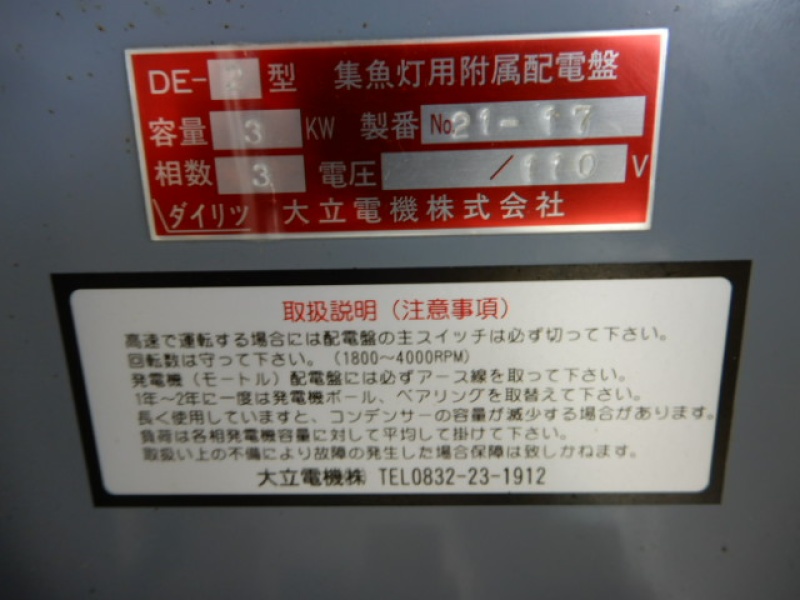 DE- 型 集魚灯用附属配電盤
容量 3 KW 製番 No.21-17
相数 3 電圧 /110 V
ダイリツ 大立電機株式会社
取扱説明（注意事項）
高速で運転する場合には配電盤の主スイッチは必ず切って下さい。
回転数は守って下さい。（1800～4000RPM）
発電機（モートル）配電盤には必ずアース線を取って下さい。
1年～2年に一度は発電機ボール、ベアリングを取替えて下さい。
長く使用していますと、コンデンサーの容量が減少する場合があります。
負荷は各相発電機容量に対して平均して掛けて下さい。
取扱い上の不備により故障の発生した場合保障は致しかねます。
大立電機㈱ TEL0832-23-1912